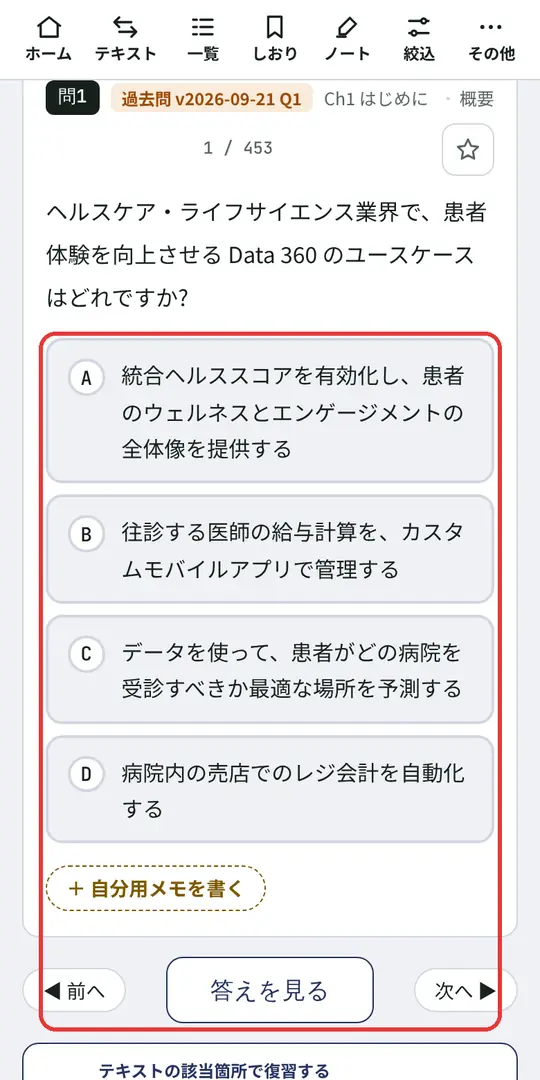 ホーム
テキスト
一覧
しおり
ノート
絞込
その他
問1
過去問 v2026-09-21 Q1
Ch1 はじめに ・ 概要
1 / 453
ヘルスケア・ライフサイエンス業界で、患者
体験を向上させる Data 360 のユースケース
はどれですか?
A
統合ヘルススコアを有効化し、患者
のウェルネスとエンゲージメントの
全体像を提供する
B
往診する医師の給与計算を、カスタ
ムモバイルアプリで管理する
C
データを使って、患者がどの病院を
受診すべきか最適な場所を予測する
D
病院内の売店でのレジ会計を自動化
する
+ 自分用メモを書く
◀ 前へ
答えを見る
次へ ▶
テキストの該当箇所で復習する